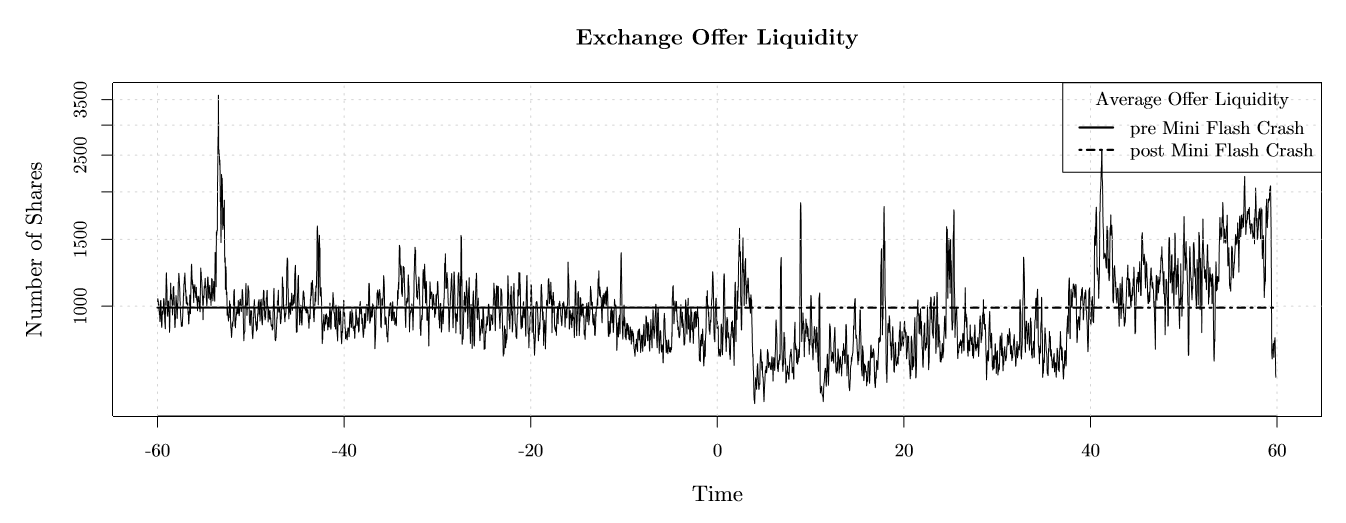 Exchange Offer Liquidity
Number of Shares
3500
2500
1500
1000
Average Offer Liquidity
pre Mini Flash Crash
post Mini Flash Crash
-60 -40 -20 0 20 40 60
Time